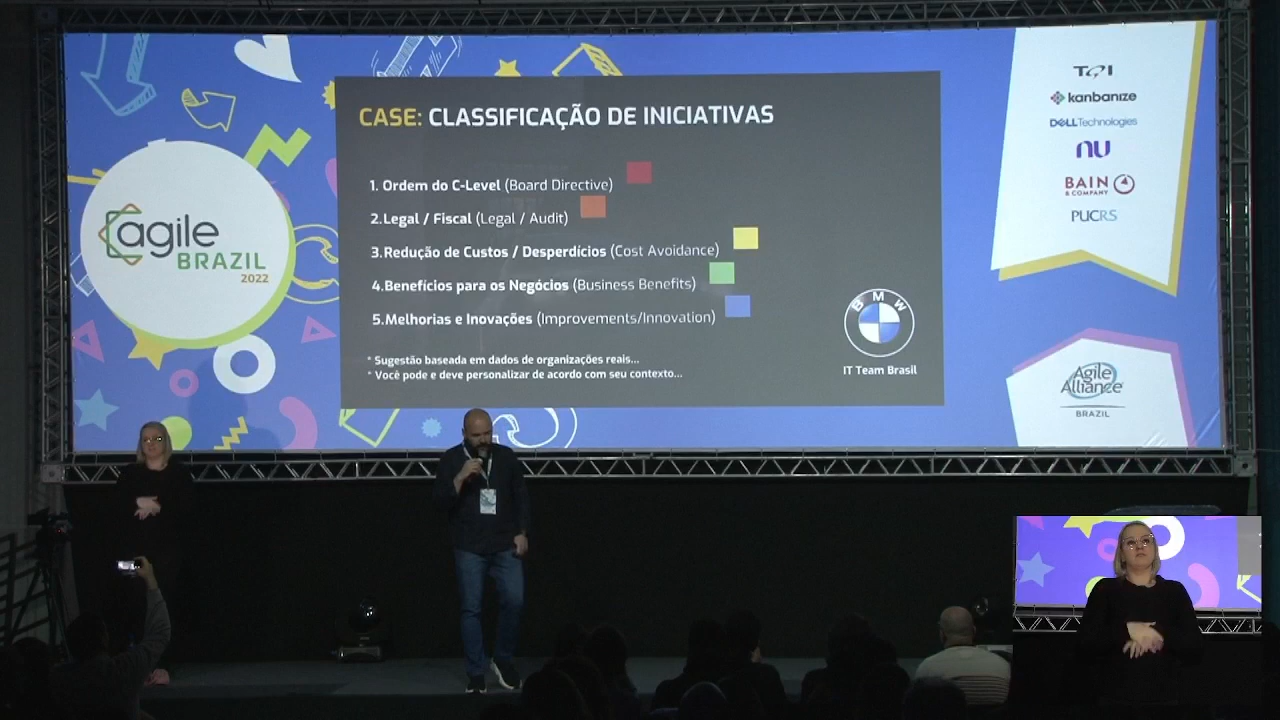 CASE: CLASSIFICAÇÃO DE INICIATIVAS
1. Ordem do C-Level (Board Directive)
2.Legal / Fiscal (Legal / Audit)
3.Redução de Custos / Desperdícios (Cost Avoidance)
4.Benefícios para os Negócios (Business Benefits)
5.Melhorias e Inovações (Improvements/Innovation)
* Sugestão baseada em dados de organizações reais...
* Você pode e deve personalizar de acordo com seu contexto...
BMW
IT Team Brasil
agile
BRAZIL
2022
kanbanize
DELLTechnologies
NU
BAIN
& COMPANY
PUCRS
Agile
Alliance
BRAZIL